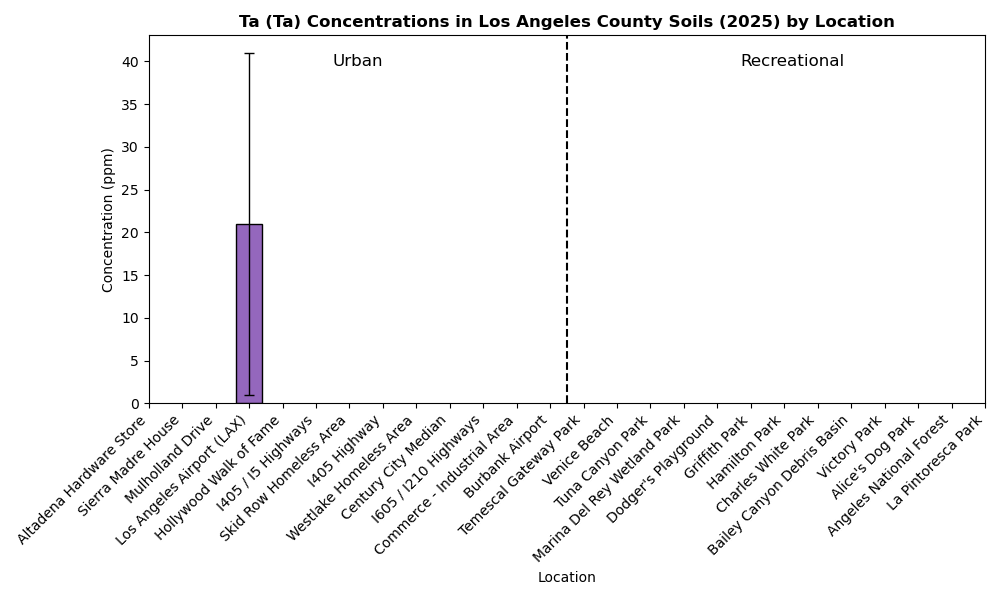 Ta (Ta) Concentrations in Los Angeles County Soils (2025) by Location
Urban
Recreational
Concentration (ppm)
40
35
30
25
20
15
10
5
0
Altadena Hardware Store
Sierra Madre House
Mulholland Drive
Los Angeles Airport (LAX)
Hollywood Walk of Fame
I405 / I5 Highways
Skid Row Homeless Area
I405 Highway
Westlake Homeless Area
Century City Median
I605 / I210 Highways
Commerce - Industrial Area
Burbank Airport
Temescal Gateway Park
Venice Beach
Tuna Canyon Park
Marina Del Rey Wetland Park
Dodger's Playground
Griffith Park
Hamilton Park
Charles White Park
Bailey Canyon Debris Basin
Victory Park
Alice's Dog Park
Angeles National Forest
La Pintoresca Park
Location